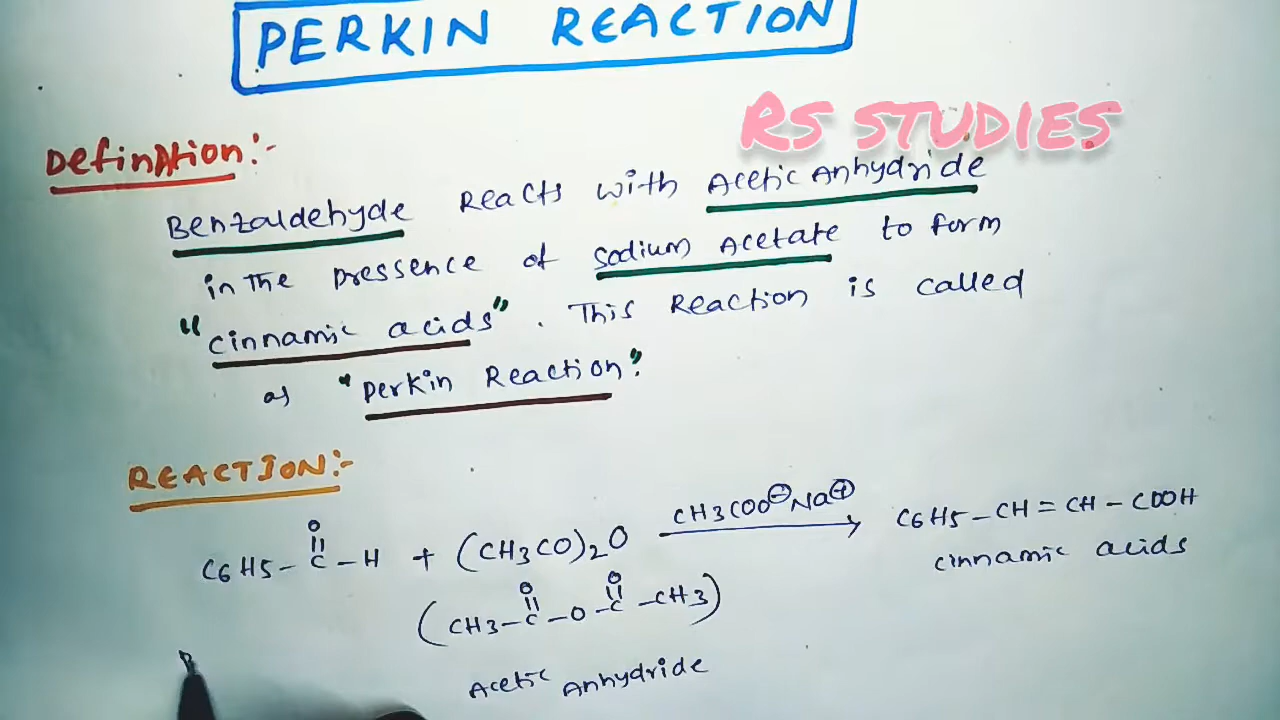 PERKIN REACTION
RS STUDIES
Defination:-
Benzaldehyde Reacts with Acetic Anhydride
in the pressence of sodium Acetate to form
"cinnamic acids". This Reaction is called
as "perkin Reaction"
REACTION:-
O O
|| ||
C6H5-C-H + (CH3CO)2O CH3COO⊖Na⊕ → C6H5-CH=CH-COOH
cinnamic acids
O O
|| ||
(CH3-C-O-C-CH3)
Acetic Anhydride